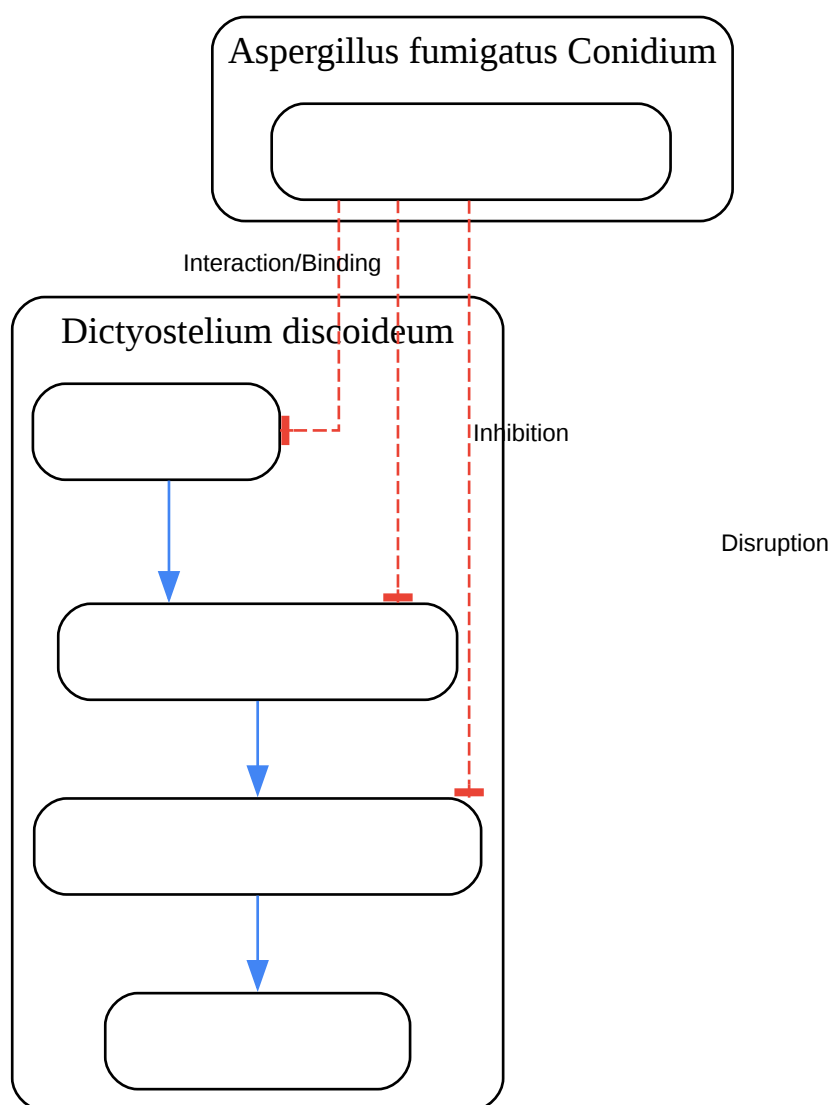 Aspergillus fumigatus Conidium
Interaction/Binding
Dictyostelium discoideum
Inhibition
Disruption